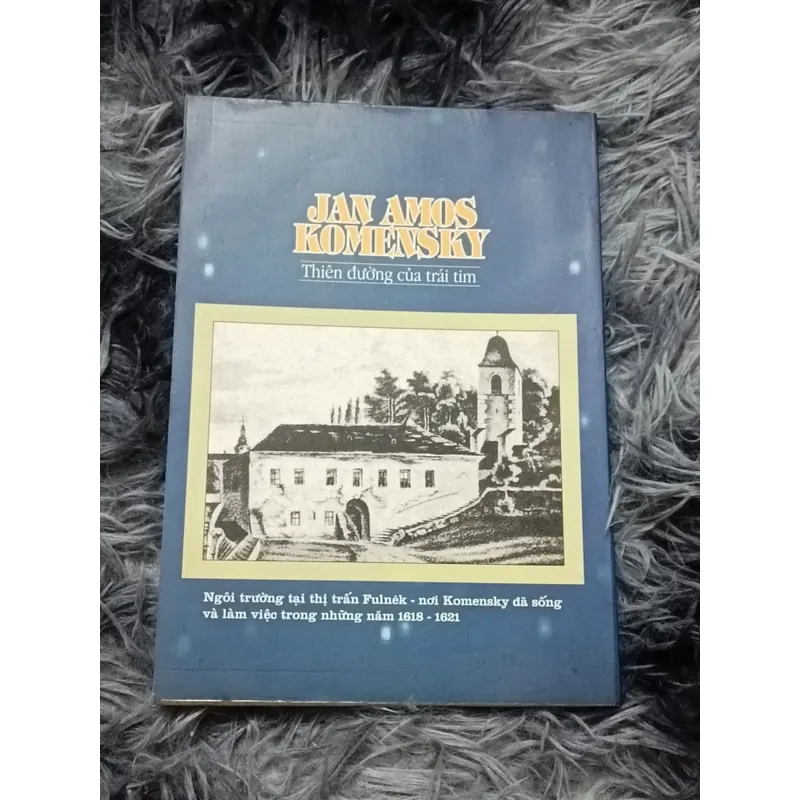 JAN AMOS
KOMENSKY
Thiên đường của trái tim
Ngôi trường tại thị trấn Fulnék - nơi Komensky đã sống
và làm việc trong những năm 1618 - 1621